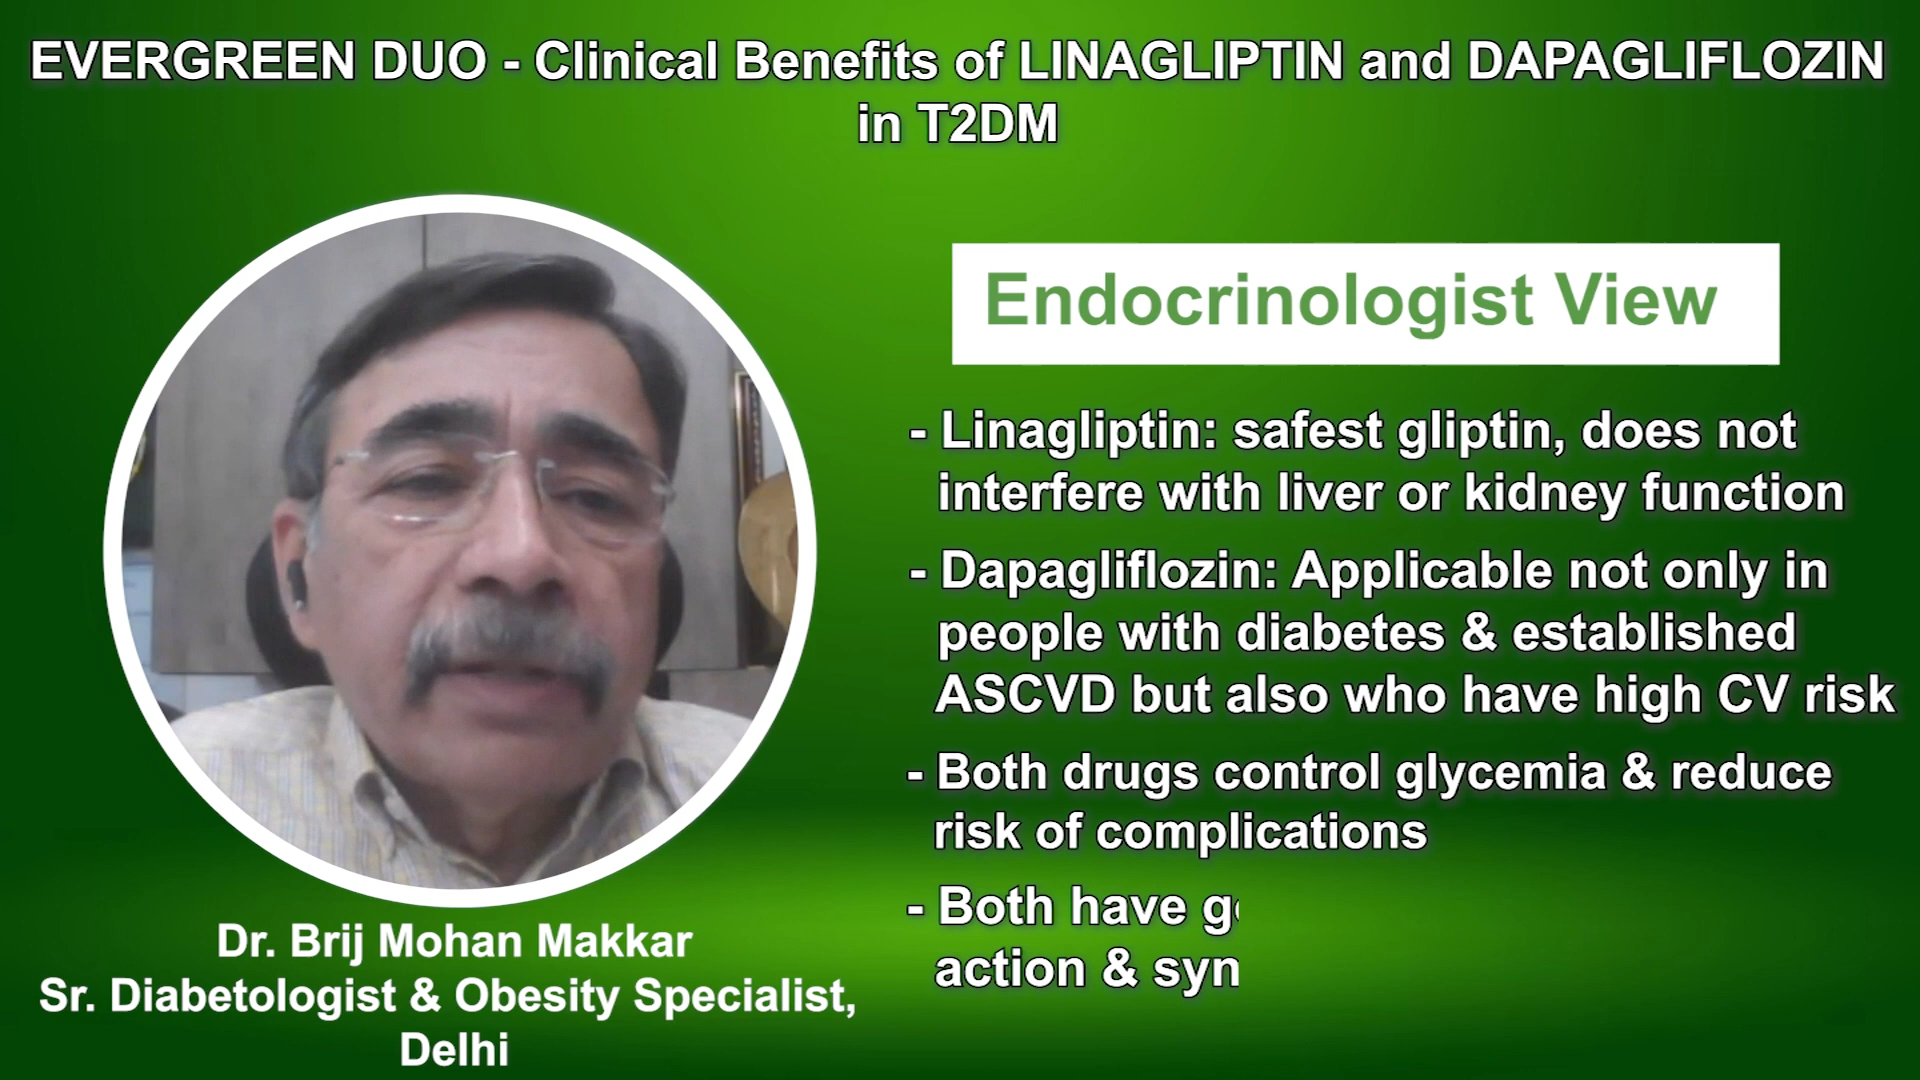 EVERGREEN DUO - Clinical Benefits of LINAGLIPTIN and DAPAGLIFLOZIN
in T2DM
Endocrinologist View
- Linagliptin: safest gliptin, does not
interfere with liver or kidney function
- Dapagliflozin: Applicable not only in
people with diabetes & established
ASCVD but also who have high CV risk
- Both drugs control glycemia & reduce
risk of complications
- Both have
action & syn
Dr. Brij Mohan Makkar
Sr. Diabetologist & Obesity Specialist,
Delhi